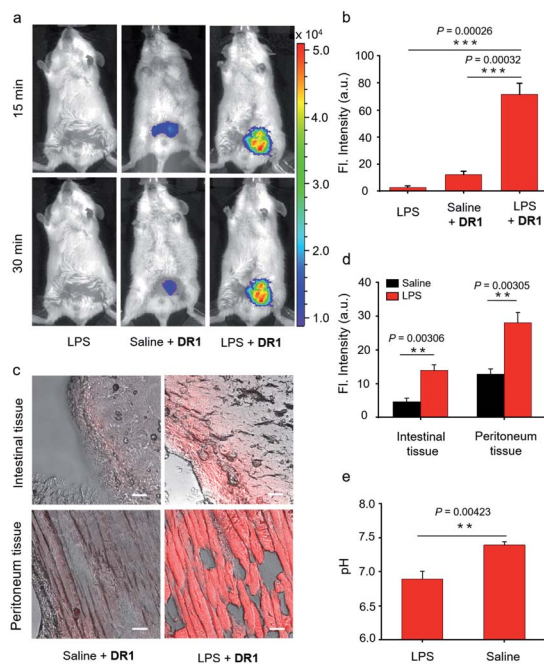 a
15 min
30 min
LPS
Saline + DR1
LPS + DR1
x 10⁴
5.0
4.0
3.0
2.0
1.0
b
P = 0.00026
***
P = 0.00032
***
Fl. Intensity (a.u.)
100
80
60
40
20
0
LPS
Saline
+ DR1
LPS
+ DR1
c
Intestinal tissue
Peritoneum tissue
Saline + DR1
LPS + DR1
d
Saline
LPS
P = 0.00305
**
P = 0.00306
**
Fl. Intensity (a.u.)
40
30
20
10
0
Intestinal
tissue
Peritoneum
tissue
e
P = 0.00423
**
pH
8.0
7.5
7.0
6.5
6.0
LPS
Saline